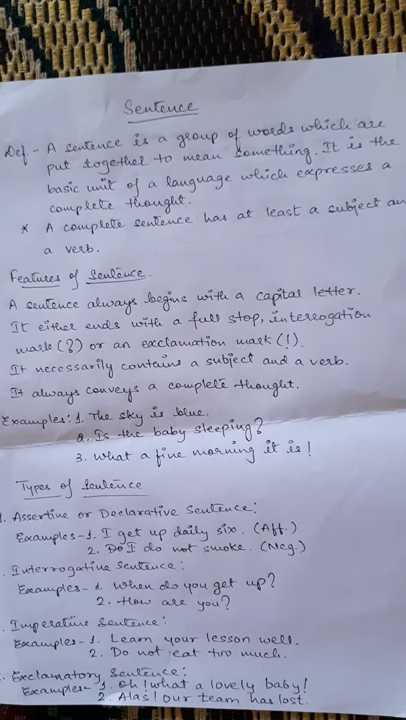 Sentence
Def. - A sentence is a group of words which are
put together to mean something. It is the
basic unit of a language which expresses a
complete thought.
* A complete sentence has at least a subject an
a verb.
Features of Sentence.
A sentence always begins with a capital letter.
It either ends with a full stop, interrogation
mark (?) or an exclamation mark (!).
It necessarily contains a subject and a verb.
It always conveys a complete thought.
Examples: 1. The sky is blue.
2. Is the baby sleeping?
3. What a fine morning it is!
Types of Sentence
1. Assertine or Declarative Sentence:
Examples - 1. I get up daily six. (Aff.)
2. Do I do not smoke. (Neg.)
. Interrogative Sentence:
Examples - 1. When do you get up?
2. How are you?
. Imperative Sentence:
Examples - 1. Learn your lesson well.
2. Do not eat too much.
. Exclamatory Sentence:
Examples - 1. Oh! what a lovely baby!
2. Alas! Our team has lost.